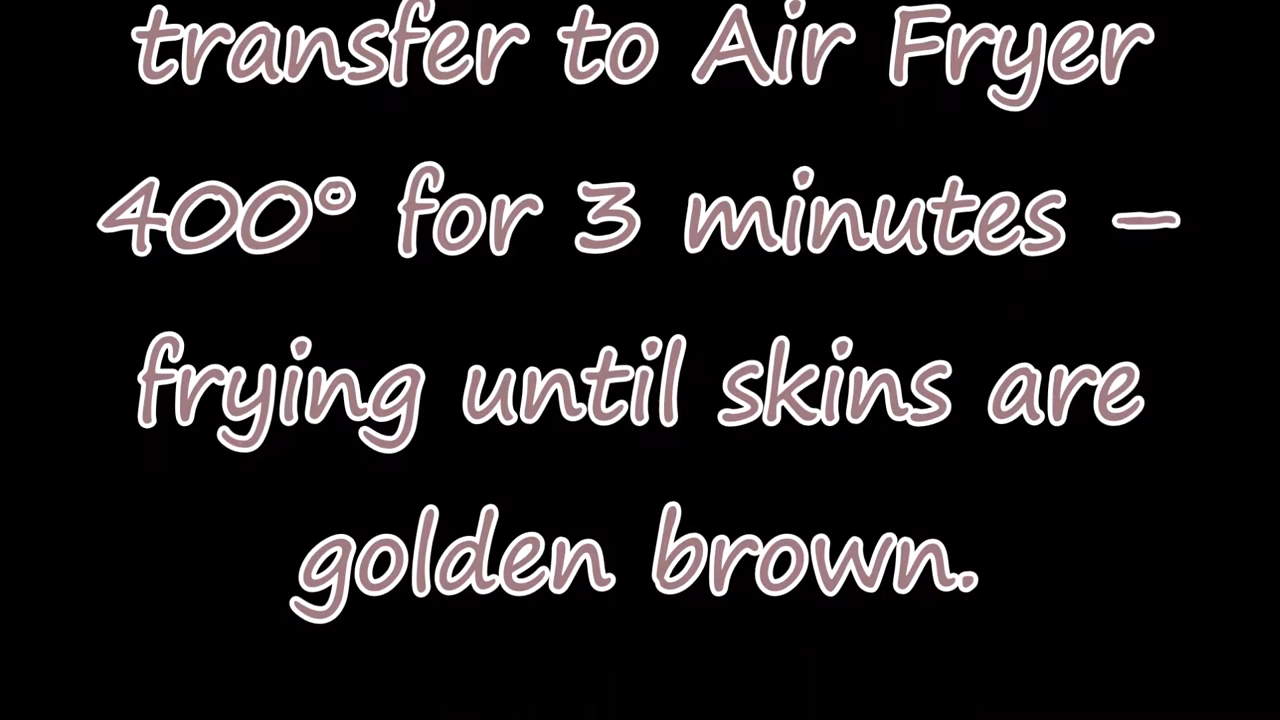 transfer to Air Fryer
400° for 3 minutes –
frying until skins are
golden brown.